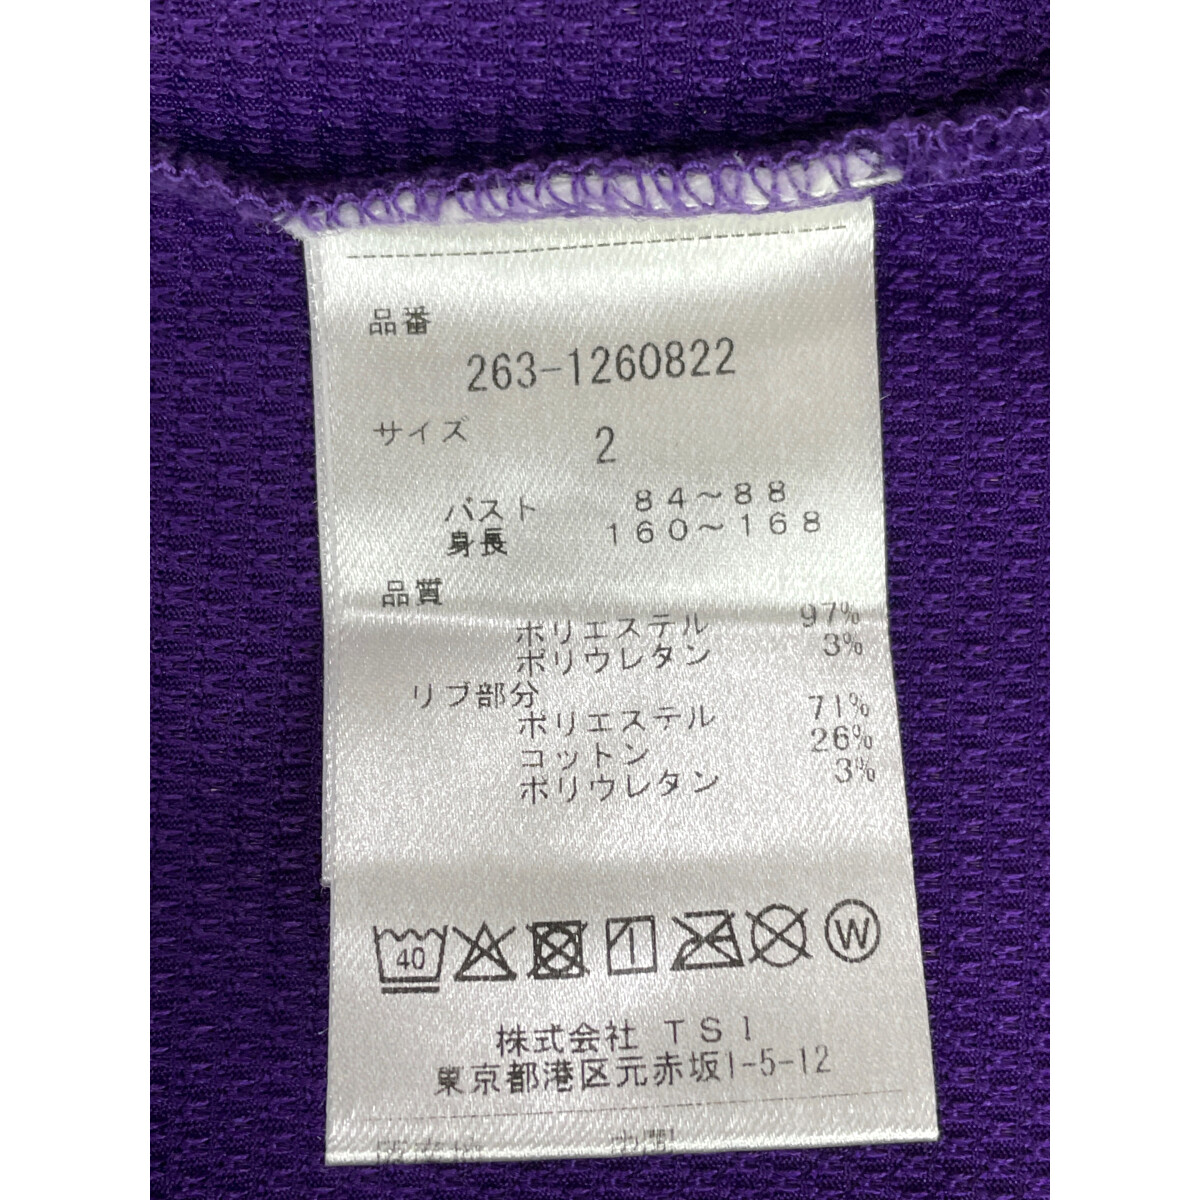 品番
263-1260822
サイズ 2
バスト 84～88
身長 160～168
品質
ポリエステル 97%
ポリウレタン 3%
リブ部分
ポリエステル 71%
コットン 26%
ポリウレタン 3%
40 W
株式会社 TSI
東京都港区元赤坂1-5-12